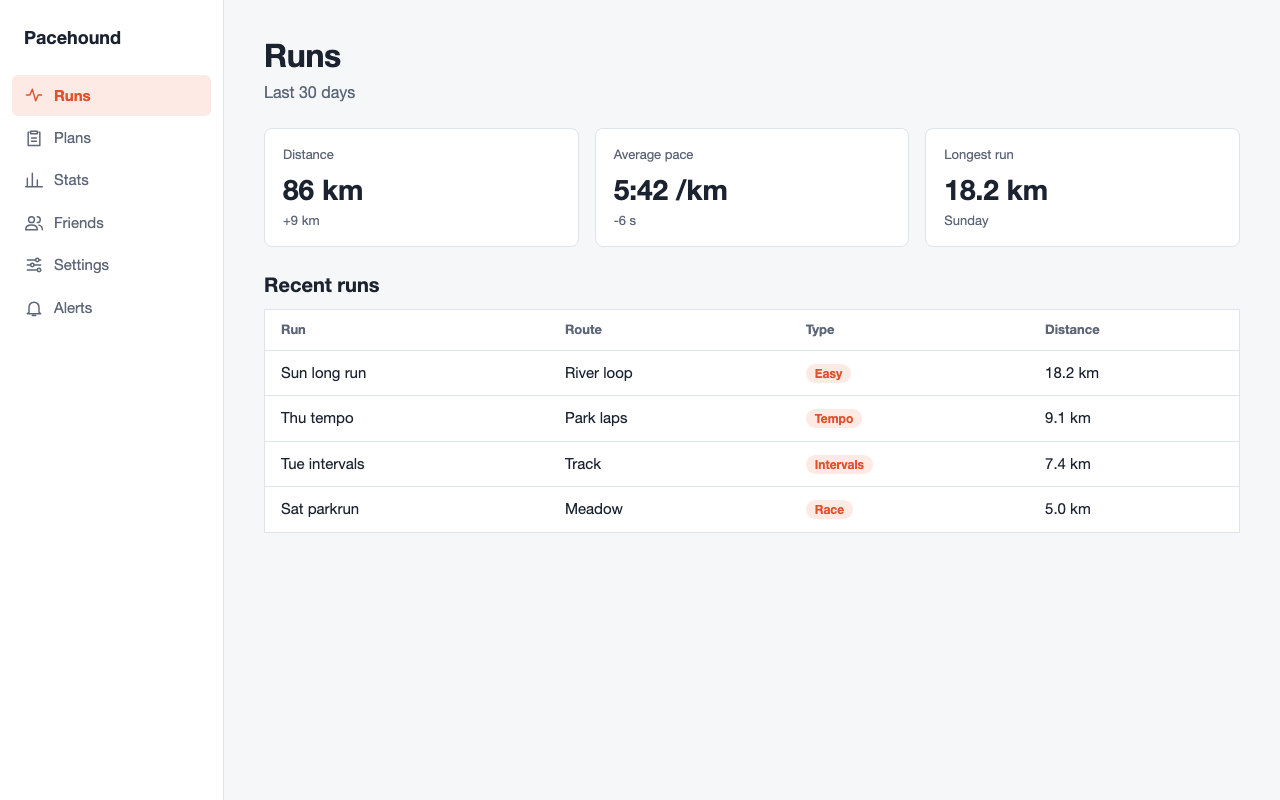 Pacehound
Runs
Plans
Stats
Friends
Settings
Alerts
Runs
Last 30 days
Distance
86 km
+9 km
Average pace
5:42 /km
-6 s
Longest run
18.2 km
Sunday
Recent runs
Run Route Type Distance
Sun long run River loop Easy 18.2 km
Thu tempo Park laps Tempo 9.1 km
Tue intervals Track Intervals 7.4 km
Sat parkrun Meadow Race 5.0 km